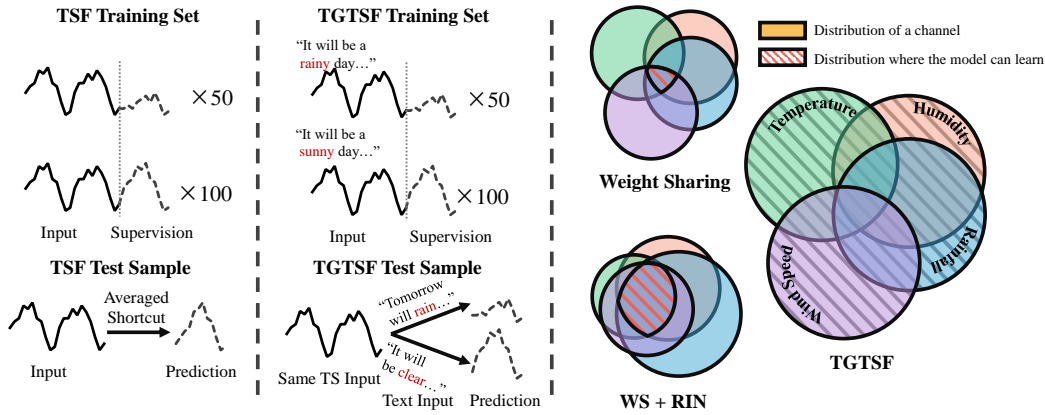 TSF Training Set
×50
×100
Input
Supervision
TSF Test Sample
Averaged
Shortcut
Input
Prediction
TGTSF Training Set
“It will be a
rainy day…”
×50
“It will be a
sunny day…”
×100
Input
Supervision
TGTSF Test Sample
“Tomorrow
will rain…”
“It will
be clear…”
Same TS Input
Text Input
Prediction
Weight Sharing
WS + RIN
Distribution of a channel
Distribution where the model can learn
Temperature
Humidity
Rainfall
Wind Speed
TGTSF